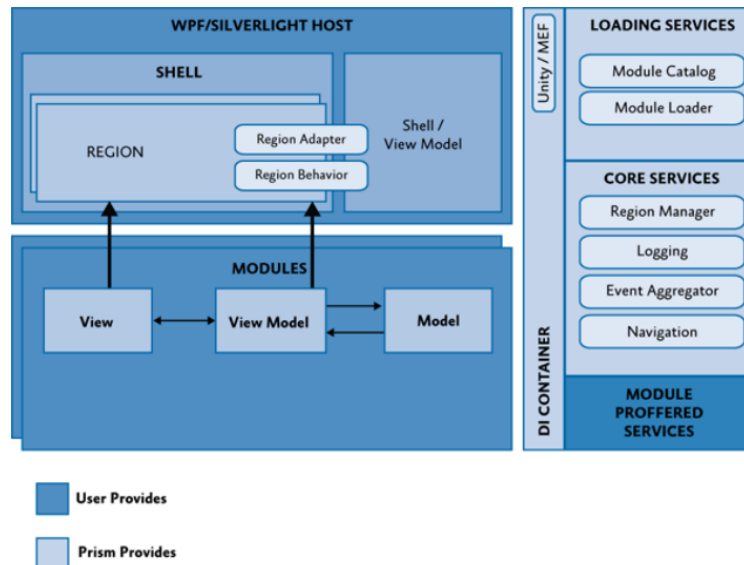 WPF/SILVERLIGHT HOST
SHELL
REGION
Region Adapter
Region Behavior
Shell /
View Model
MODULES
View
View Model
Model
DI CONTAINER
Unity / MEF
LOADING SERVICES
Module Catalog
Module Loader
CORE SERVICES
Region Manager
Logging
Event Aggregator
Navigation
MODULE
PROFFERED
SERVICES
User Provides
Prism Provides